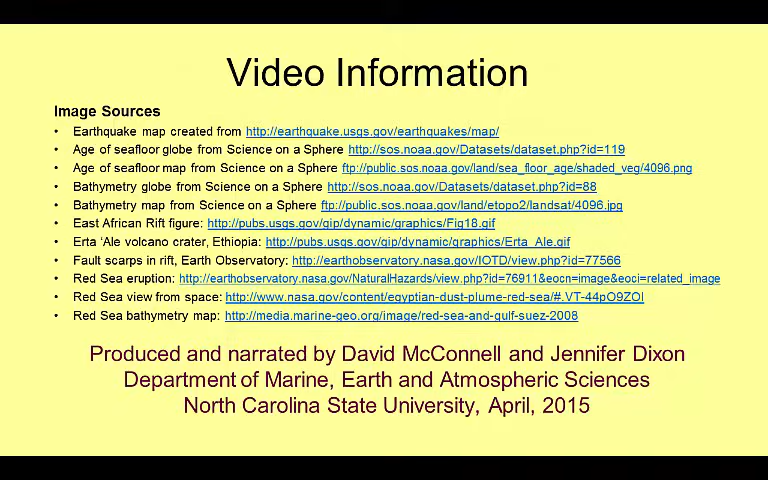 Video Information
Image Sources
• Earthquake map created from http://earthquake.usgs.gov/earthquakes/map/
• Age of seafloor globe from Science on a Sphere http://sos.noaa.gov/Datasets/dataset.php?id=119
• Age of seafloor map from Science on a Sphere ftp://public.sos.noaa.gov/land/sea_floor_age/shaded_veg/4096.png
• Bathymetry globe from Science on a Sphere http://sos.noaa.gov/Datasets/dataset.php?id=88
• Bathymetry map from Science on a Sphere ftp://public.sos.noaa.gov/land/etopo2/landsat/4096.jpg
• East African Rift figure: http://pubs.usgs.gov/gip/dynamic/graphics/Fig18.gif
• Erta ‘Ale volcano crater, Ethiopia: http://pubs.usgs.gov/gip/dynamic/graphics/Erta_Ale.gif
• Fault scarps in rift, Earth Observatory: http://earthobservatory.nasa.gov/IOTD/view.php?id=77566
• Red Sea eruption: http://earthobservatory.nasa.gov/NaturalHazards/view.php?id=76911&eocn=image&eoci=related_image
• Red Sea view from space: http://www.nasa.gov/content/egyptian-dust-plume-red-sea/#.VT-44pO9ZOI
• Red Sea bathymetry map: http://media.marine-geo.org/image/red-sea-and-gulf-suez-2008
Produced and narrated by David McConnell and Jennifer Dixon
Department of Marine, Earth and Atmospheric Sciences
North Carolina State University, April, 2015